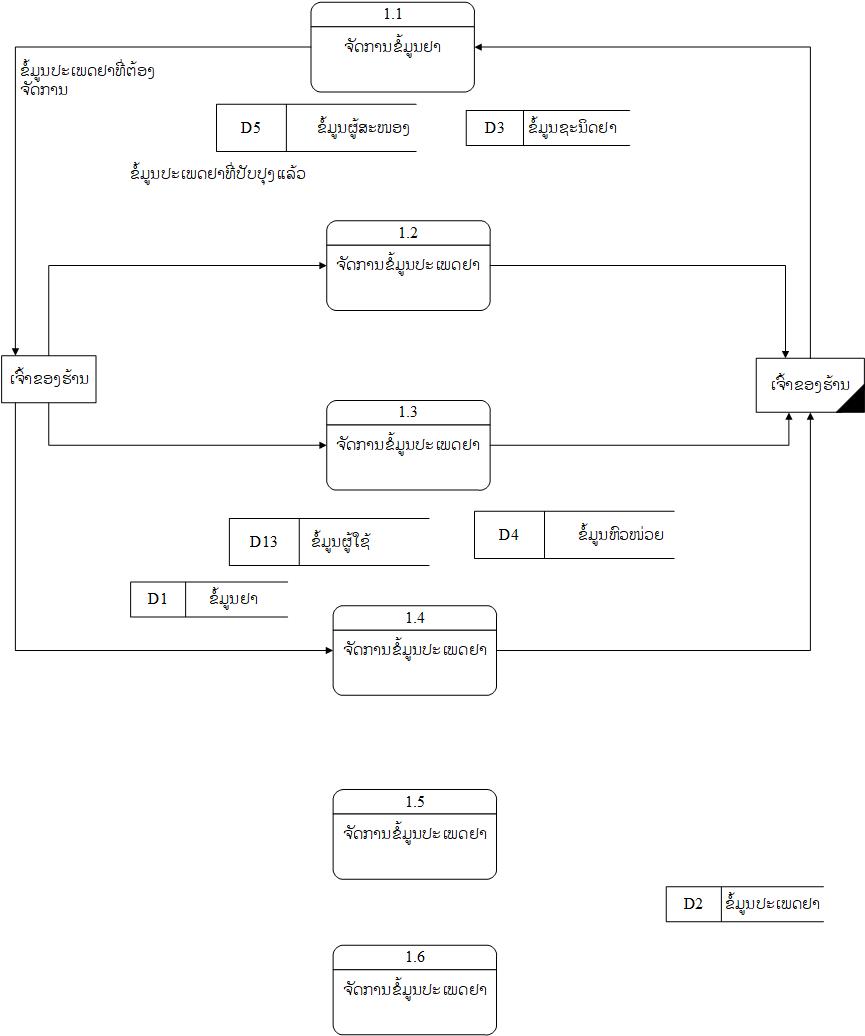 1.1
ຈັດການຂໍ້ມູນຢາ
ຂໍ້ມູນປະເພດຢາທີ່ຕ້ອງ
ຈັດການ
D5 ຂໍ້ມູນຜູ້ສະໜອງ
D3 ຂໍ້ມູນຊະນິດຢາ
ຂໍ້ມູນປະເພດຢາທີ່ປັບປຸງແລ້ວ
1.2
ຈັດການຂໍ້ມູນປະເພດຢາ
ເຈົ້າຂອງຮ້ານ
ເຈົ້າຂອງຮ້ານ
1.3
ຈັດການຂໍ້ມູນປະເພດຢາ
D13 ຂໍ້ມູນຜູ້ໃຊ້
D4 ຂໍ້ມູນຫົວໜ່ວຍ
D1 ຂໍ້ມູນຢາ
1.4
ຈັດການຂໍ້ມູນປະເພດຢາ
1.5
ຈັດການຂໍ້ມູນປະເພດຢາ
D2 ຂໍ້ມູນປະເພດຢາ
1.6
ຈັດການຂໍ້ມູນປະເພດຢາ